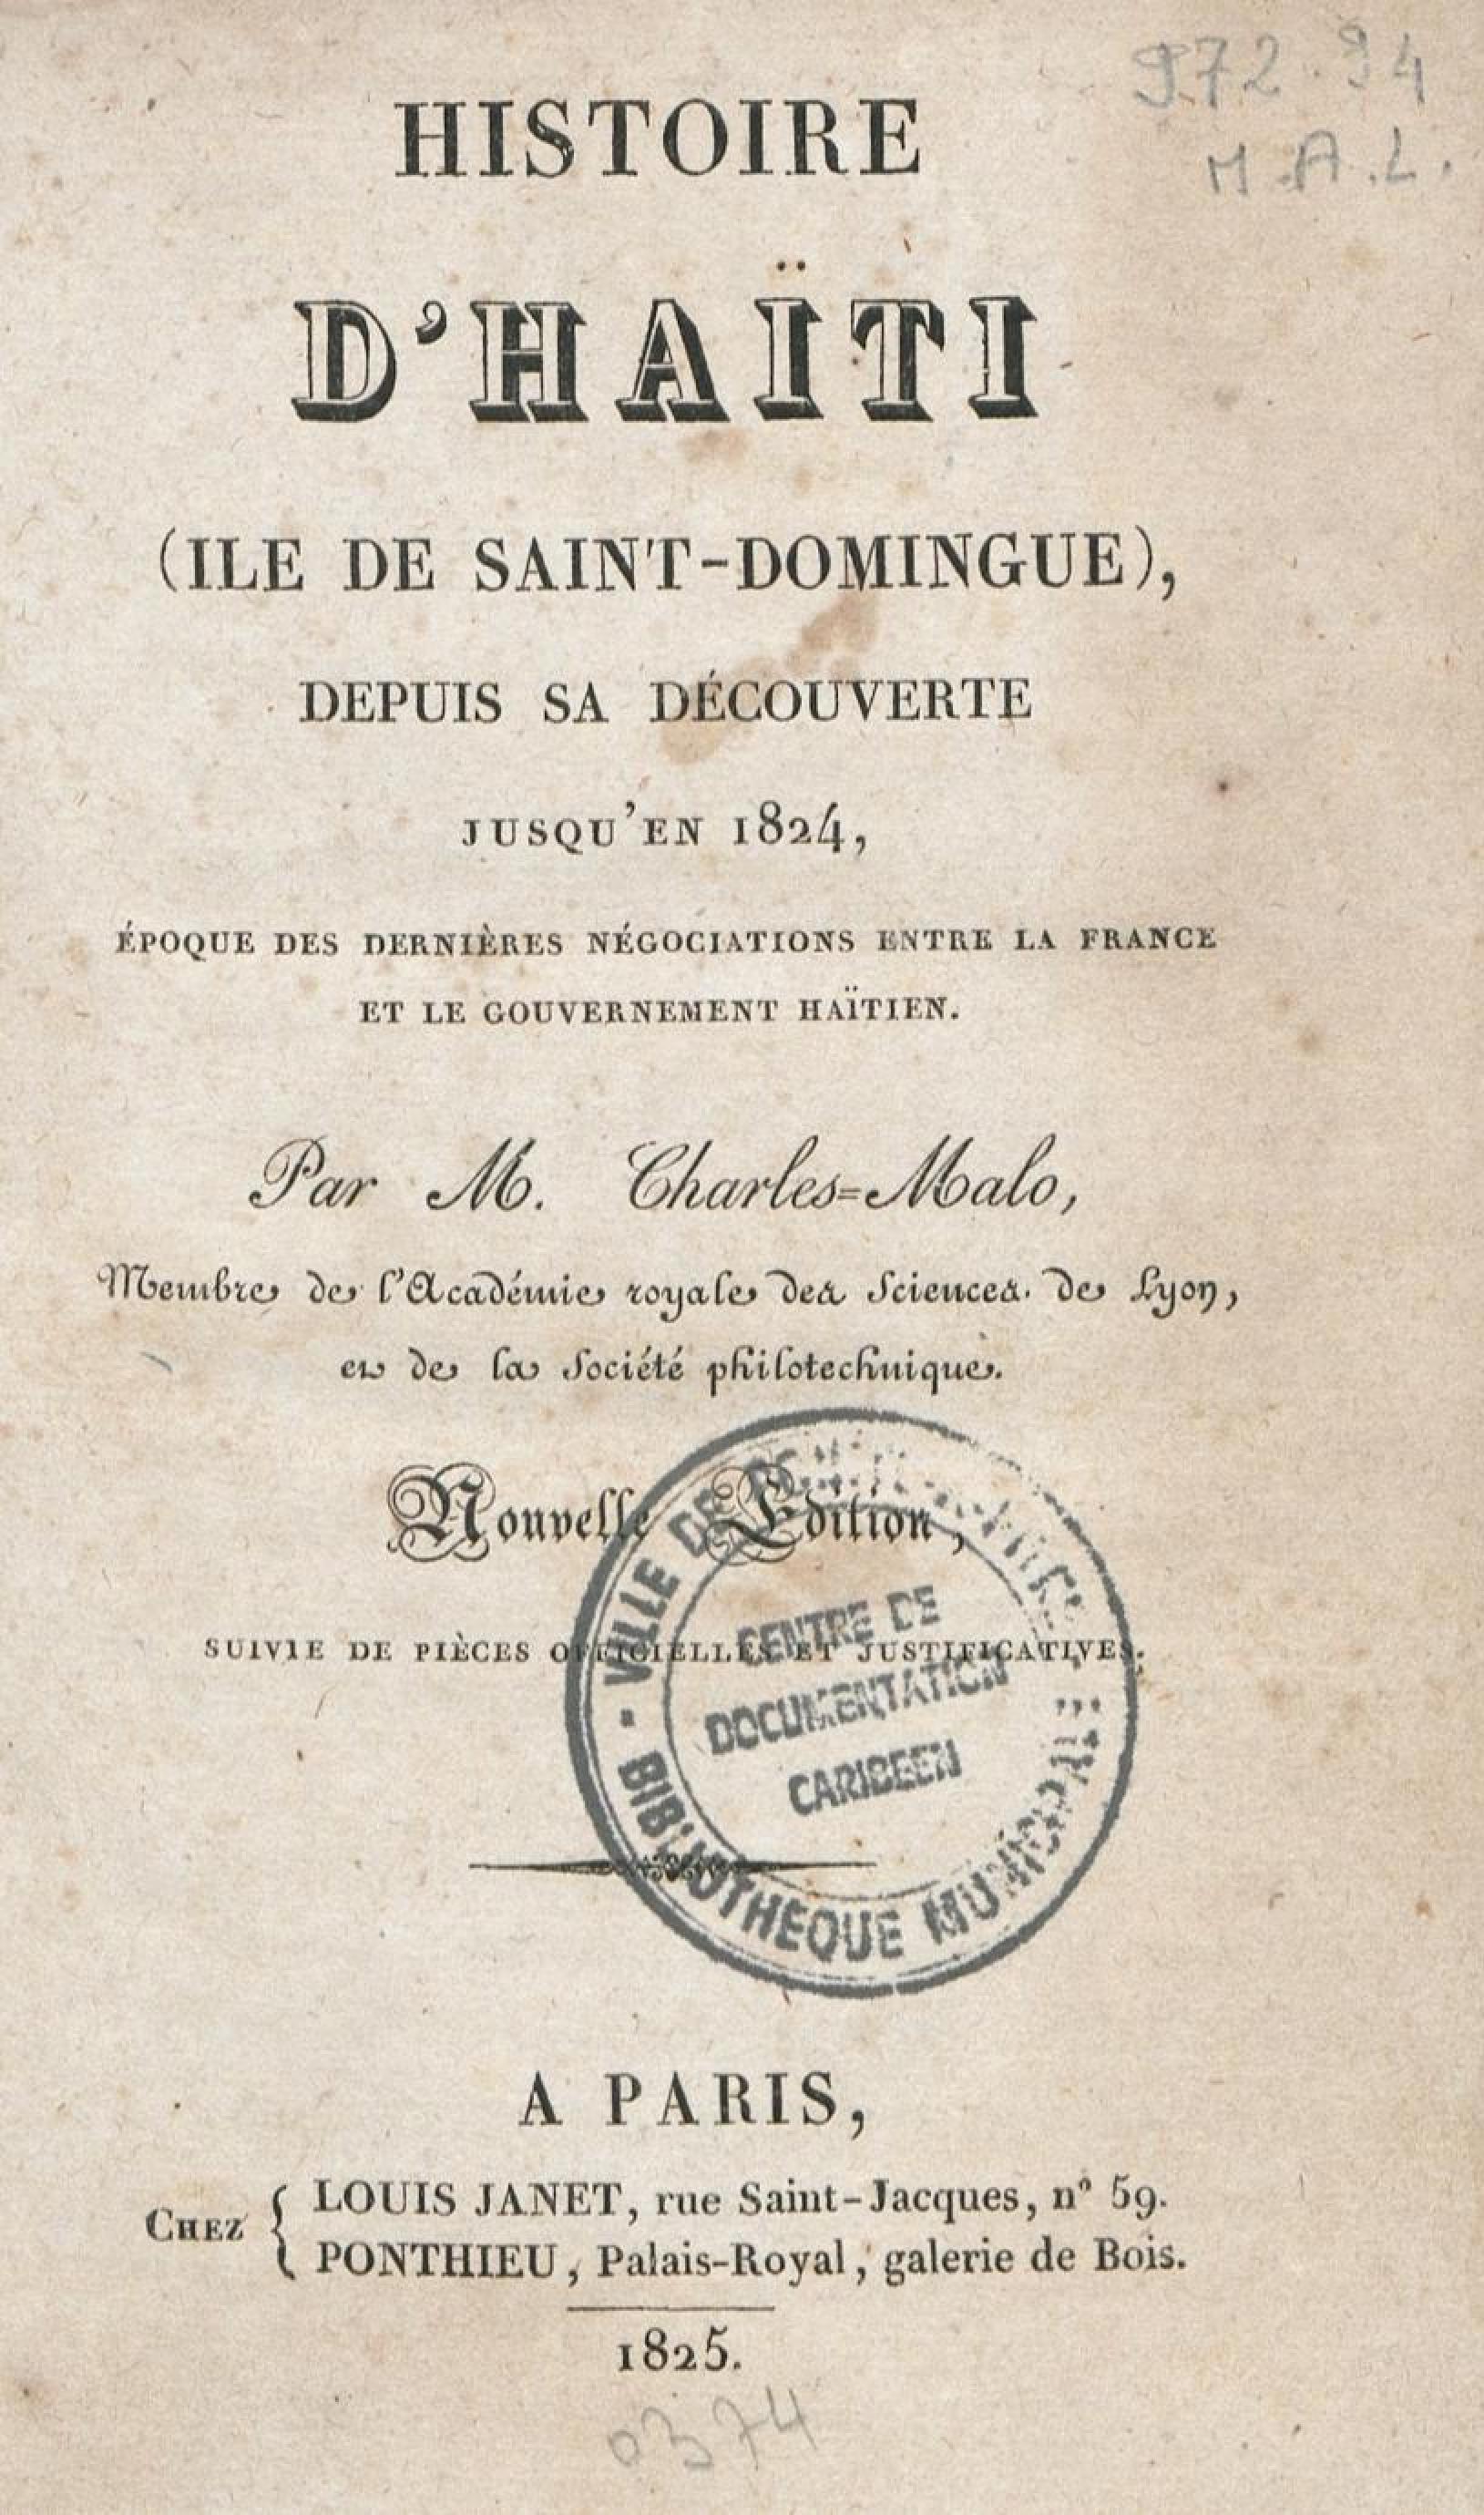 972.94
M.A.L.
HISTOIRE
D'HAÏTI
(ILE DE SAINT-DOMINGUE),
DEPUIS SA DÉCOUVERTE
JUSQU'EN 1824,
ÉPOQUE DES DERNIÈRES NÉGOCIATIONS ENTRE LA FRANCE
ET LE GOUVERNEMENT HAÏTIEN.
Par M. Charles=Malo,
Membre de l'Académie royale des Sciences de Lyon,
et de la Société philotechnique.
Nouvelle Édition,
SUIVIE DE PIÈCES OFFICIELLES ET JUSTIFICATIVES.
VILLE DE
CENTRE DE
DOCUMENTATION
CARIBEEN
BIBLIOTHEQUE MUNICIPALE
A PARIS,
CHEZ { LOUIS JANET, rue Saint-Jacques, n° 59.
PONTHIEU, Palais-Royal, galerie de Bois.
1825.
0374